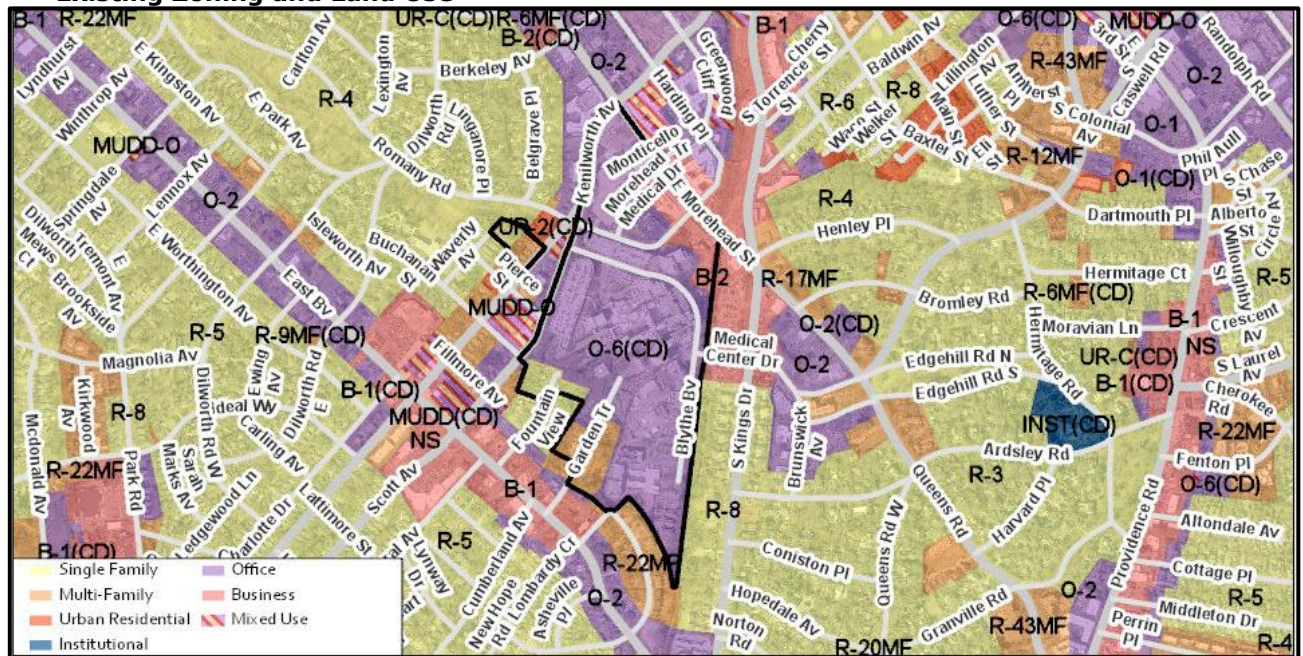 Existing Zoning and Land Use
B-1
R-22MF
UR-C(CD)
R-6MF(CD)
B-2(CD)
O-2
B-1
Cherry St
S Torrence St
Baldwin Av
O-6(CD)
3rd St
MUDD-O
S Caswell Rd
Randolph Rd
Lyndhurst Av
Winthrop Av
E Kingston Av
E Park Av
Carlton Av
Lexington Av
Berkeley Av
R-4
Dilworth Rd
Lingamore Pl
Belgrave Pl
Romany Rd
Kenilworth Av
Harding Pl
Greenwood Cliff
Monticello
Morehead Tr
Medical Dr
E Morehead St
R-6
R-8
Waco St
Welker St
Lillington Av
Luther St
L Pl
Main St
Eli St
Baxter St
Amherst
R-43MF
S Colonial Av
R-12MF
O-1
O-2
O-1(CD)
Phil Aull Pl
S Chase St
Circle Av
MUDD-O
Springdale Av
Lenmox Av
O-2
Dilworth Mews Ct
E Tremont Av
Brookside Av
E Worthington Av
East Bv
Isleworth Av
Buchanan St
Waverly Av
UR-2(CD)
Pierce St
MUDD-O
O-6(CD)
B-2
R-4
Henley Pl
R-17MF
Dartmouth Pl
Alberto St
Willoughby St
Hermitage Ct
R-6MF(CD)
R-5
Bromley Rd
Hermitage Rd
Moravian Ln
B-1
NS
Crescent Av
R-5
R-9MF(CD)
Magnolia Av
Kirkwood Av
R-8
Ideal Wy
Ewing Av
Dilworth Rd E
Dilworth Rd W
B-1(CD)
Fillmore Av
MUDD(CD)
NS
Fountain View
Garden Tr
Blythe Bv
Medical Center Dr
O-2(CD)
O-2
Edgehill Rd N
Edgehill Rd S
UR-C(CD)
B-1(CD)
S Laurel Av
Cherokee Rd
INST(CD)
R-22MF
Mcdonald Av
R-22MF
Park Rd
Sarah Marks Av
Carling Av
Ledgewood Ln
Charlotte Dr
Lattimore St
Scott Av
B-1
S Kings Dr
Brunswick Av
Ardsley Rd
R-3
Fenton Pl
O-6(CD)
Queens Rd
Harvard Pl
Providence Rd
Altondale Av
B-1(CD)
R-5
Lynway Dr
Cumberland Av
New Hope Rd
Lombardy Cr
Asheville Pl
R-22MF
O-2
R-8
Coniston Pl
Queens Rd W
Hopedale Av
Norton Rd
R-20MF
Granville Rd
R-43MF
O-2
Cottage Pl
R-5
Middleton Dr
Perrin Pl
R-4
Single Family
Office
Multi-Family
Business
Urban Residential
Mixed Use
Institutional